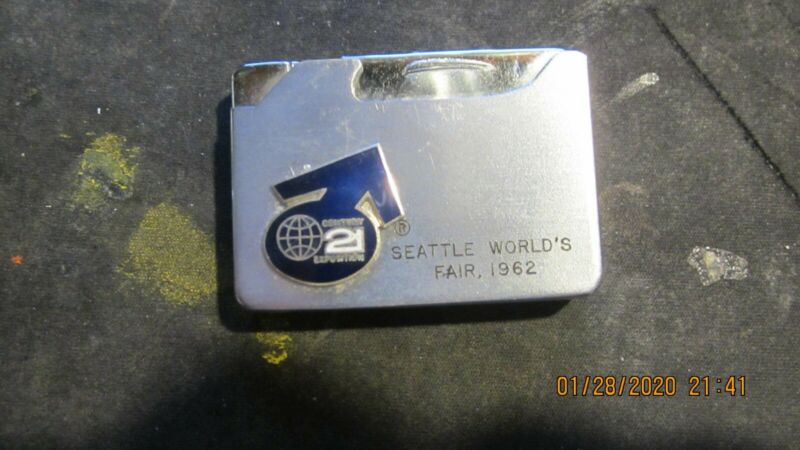 CENTURY
21
EXPOSITION
®
SEATTLE WORLD'S
FAIR, 1962
01/28/2020 21:41